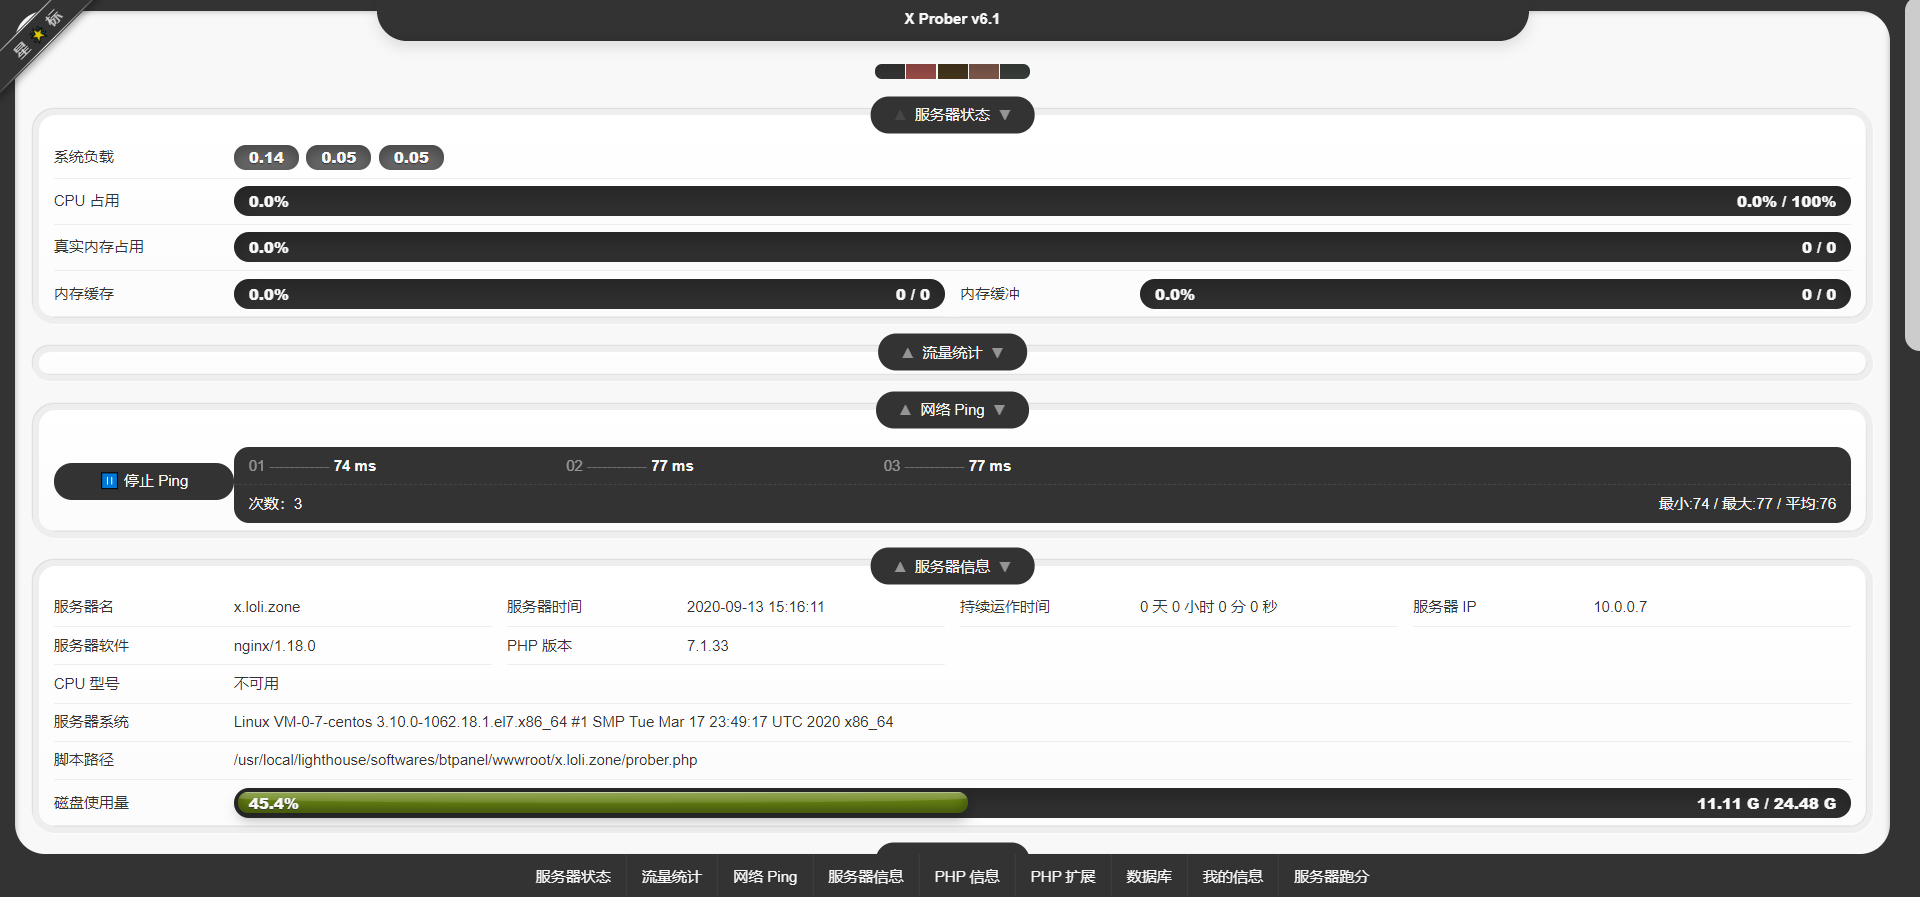 星 标
X Prober v6.1
▲ 服务器状态 ▼
系统负载 0.14 0.05 0.05
CPU 占用 0.0% 0.0% / 100%
真实内存占用 0.0% 0 / 0
内存缓存 0.0% 0 / 0 内存缓冲 0.0% 0 / 0
▲ 流量统计 ▼
▲ 网络 Ping ▼
01 ------------ 74 ms 02 ------------ 77 ms 03 ------------ 77 ms
停止 Ping
次数：3 最小:74 / 最大:77 / 平均:76
▲ 服务器信息 ▼
服务器名 x.loli.zone 服务器时间 2020-09-13 15:16:11 持续运作时间 0 天 0 小时 0 分 0 秒 服务器 IP 10.0.0.7
服务器软件 nginx/1.18.0 PHP 版本 7.1.33
CPU 型号 不可用
服务器系统 Linux VM-0-7-centos 3.10.0-1062.18.1.el7.x86_64 #1 SMP Tue Mar 17 23:49:17 UTC 2020 x86_64
脚本路径 /usr/local/lighthouse/softwares/btpanel/wwwroot/x.loli.zone/prober.php
磁盘使用量 45.4% 11.11 G / 24.48 G
服务器状态 流量统计 网络 Ping 服务器信息 PHP 信息 PHP 扩展 数据库 我的信息 服务器跑分